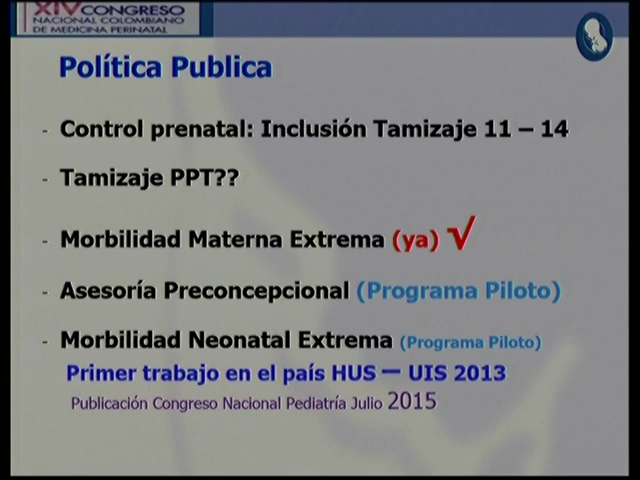 XIV CONGRESO
NACIONAL COLOMBIANO
DE MEDICINA PERINATAL
Política Publica
- Control prenatal: Inclusión Tamizaje 11 – 14
- Tamizaje PPT??
- Morbilidad Materna Extrema (ya) √
- Asesoría Preconcepcional (Programa Piloto)
- Morbilidad Neonatal Extrema (Programa Piloto)
Primer trabajo en el país HUS – UIS 2013
Publicación Congreso Nacional Pediatría Julio 2015